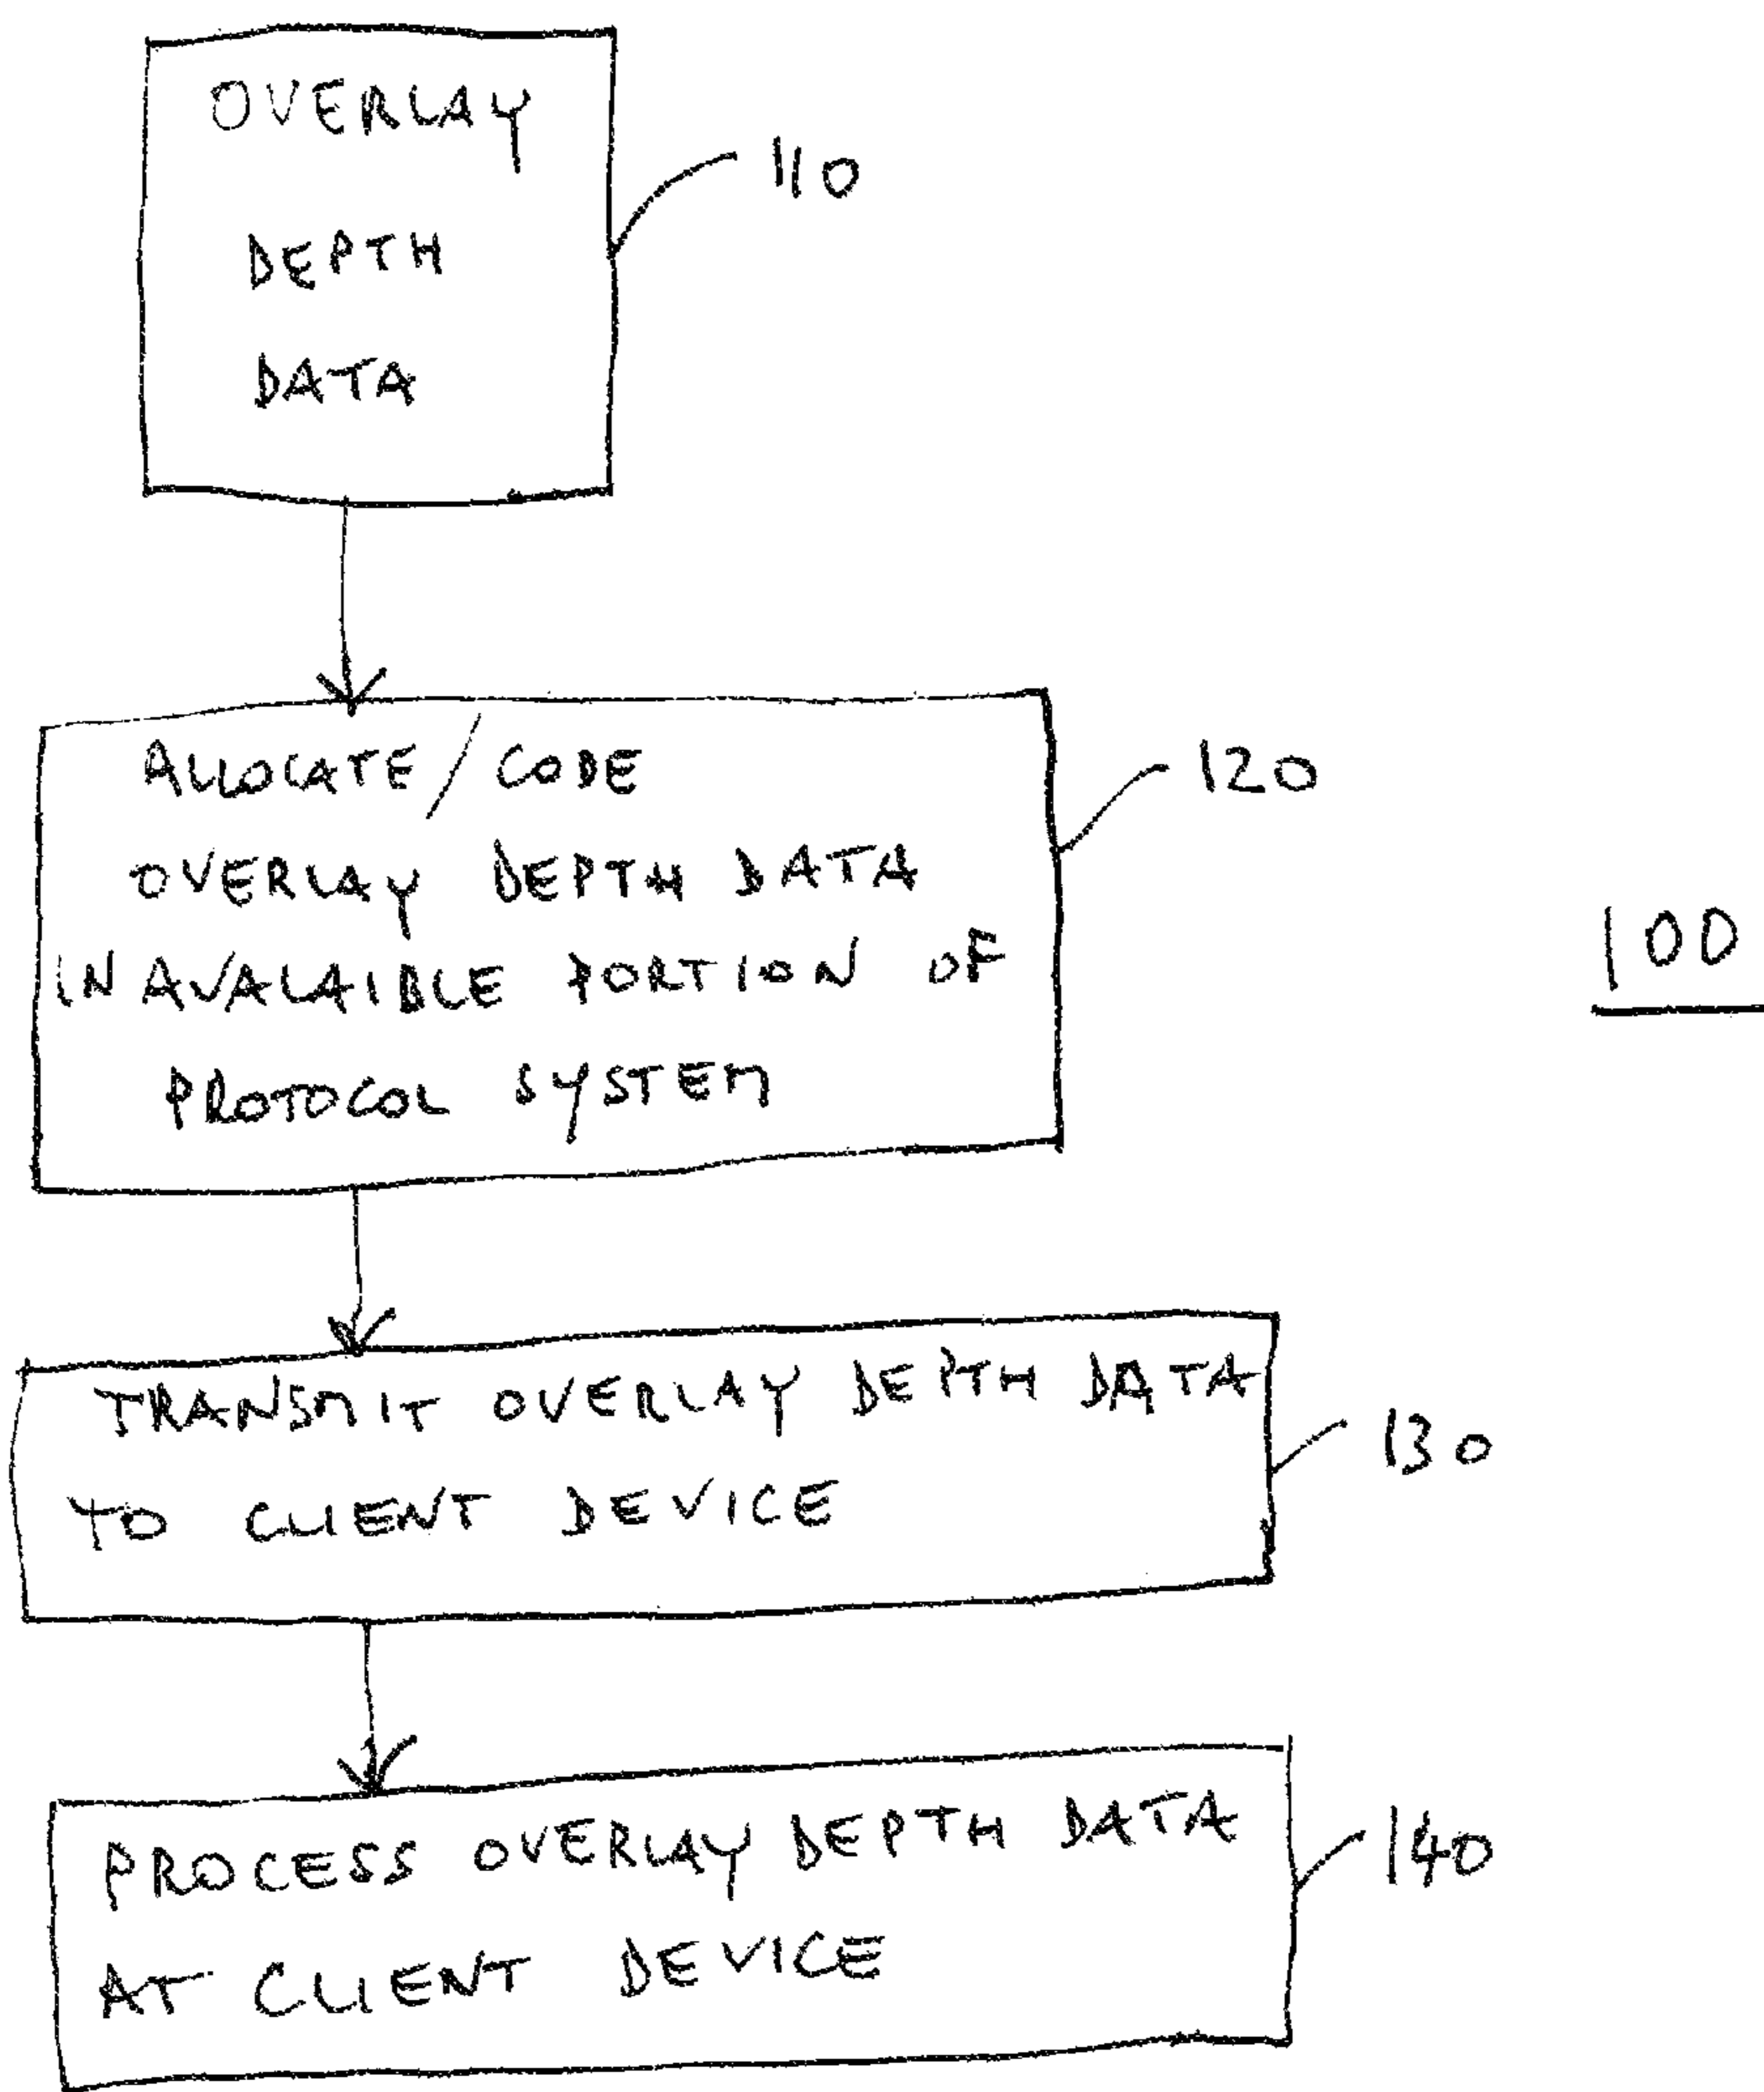 OVERLAY
DEPTH
DATA
110
ALLOCATE/CODE
OVERLAY DEPTH DATA
IN AVALAIBLE PORTION OF
PROTOCOL SYSTEM
120
100
TRANSMIT OVERLAY DEPTH DATA
TO CLIENT DEVICE
130
PROCESS OVERLAY DEPTH DATA
AT CLIENT DEVICE
140